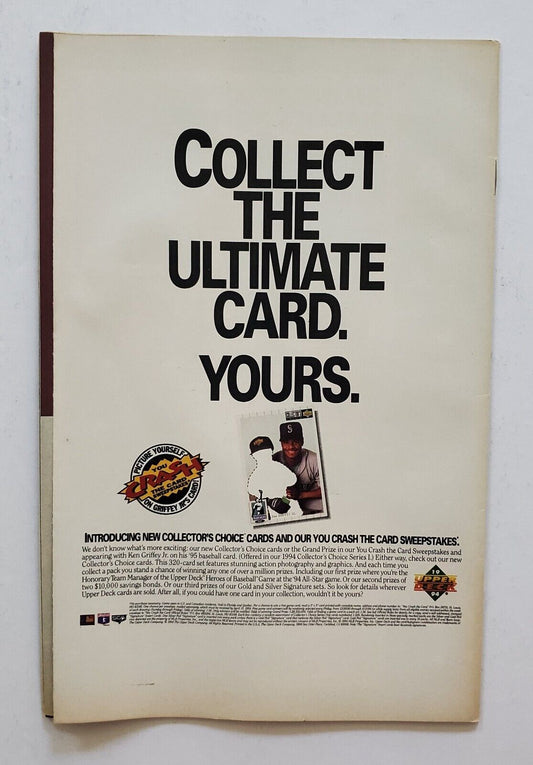 COLLECT
THE
ULTIMATE
CARD.
YOURS.
PICTURE YOURSELF
YOU
CRASH
THE CARD
SWEEPSTAKES
ON GRIFFEY JR'S CARD!
INTRODUCING NEW COLLECTOR'S CHOICE CARDS AND OUR YOU CRASH THE CARD SWEEPSTAKES.
We don't know what's more exciting: our new Collector's Choice cards or the Grand Prize in our You Crash the Card Sweepstakes and
appearing with Ken Griffey Jr. on his '95 baseball card. (Offered in our 1994 Collector's Choice Series 1.) Either way, check out our new
Collector's Choice cards. This 320-card set features stunning action photography and graphics. And each time you
collect a pack you stand a chance of winning any one of over a million prizes. Including our first prize where you're the
Honorary Team Manager of the Upper Deck Heroes of Baseball Game at the '94 All-Star game. Or our second prizes of
two $10,000 savings bonds. Or our third prizes of our Gold and Silver Signature sets. So look for details wherever
Upper Deck cards are sold. After all, if you could have one card in your collection, wouldn't it be yours?
19
UPPER
DECK
94